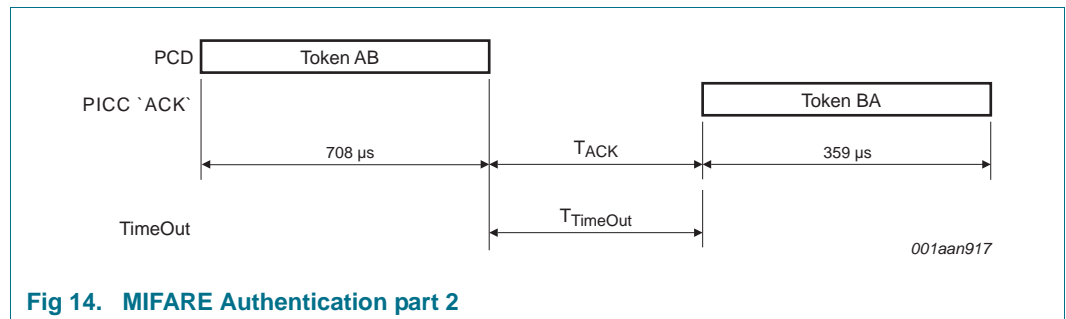 PCD Token AB
PICC `ACK` Token BA
708 µs TACK 359 µs
TimeOut TTimeOut
001aan917
Fig 14. MIFARE Authentication part 2